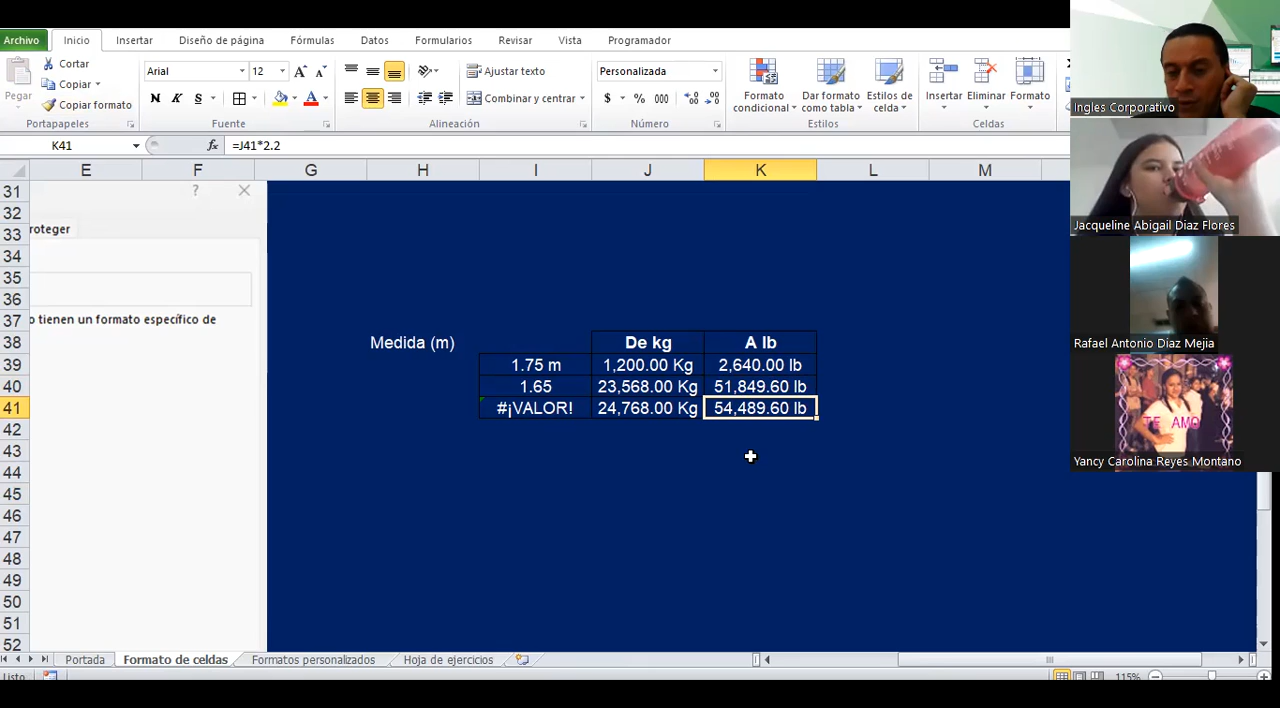 Archivo Inicio Insertar Diseño de página Fórmulas Datos Formularios Revisar Vista Programador
Pegar
Cortar
Copiar
Copiar formato
Portapapeles
Arial 12
N K S
Fuente
Ajustar texto
Combinar y centrar
Alineación
Personalizada
$ % 000
Número
Formato condicional
Dar formato como tabla
Estilos de celda
Estilos
Insertar
Eliminar
Formato
Celdas
K41 fx =J41*2.2
E F G H I J K L M
31
32
33
34
35
36
37
38
39
40
41
42
43
44
45
46
47
48
49
50
51
52
?
roteger
o tienen un formato específico de
Medida (m) De kg A lb
1.75 m 1,200.00 Kg 2,640.00 lb
1.65 23,568.00 Kg 51,849.60 lb
#¡VALOR! 24,768.00 Kg 54,489.60 lb
Portada Formato de celdas Formatos personalizados Hoja de ejercicios
Listo 115%
Ingles Corporativo
Jacqueline Abigail Diaz Flores
Rafael Antonio Diaz Mejia
TE AMO
Yancy Carolina Reyes Montano